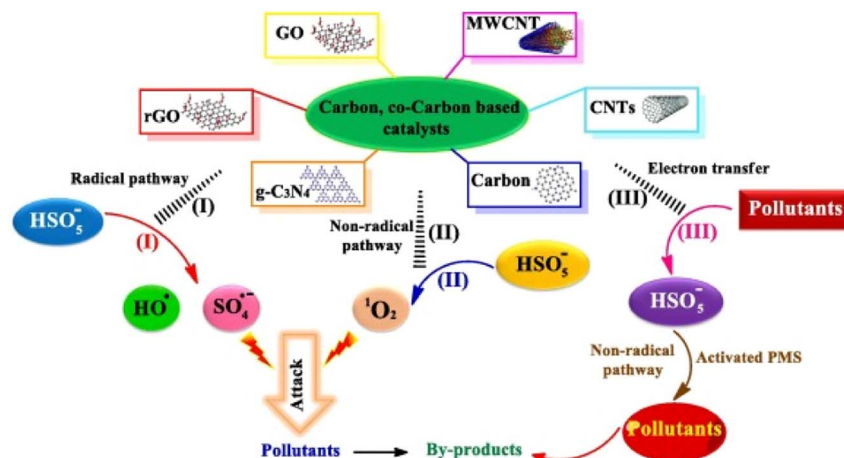 GO
MWCNT
rGO
Carbon, co-Carbon based
catalysts
CNTs
g-C₃N₄
Carbon
Radical pathway
(I)
Non-radical
pathway
(II)
Electron transfer
(III)
HSO₅⁻
(I)
HO•
SO₄•⁻
¹O₂
(II)
HSO₅⁻
Pollutants
(III)
HSO₅⁻
Attack
Non-radical
pathway
Activated PMS
Pollutants
Pollutants
By-products